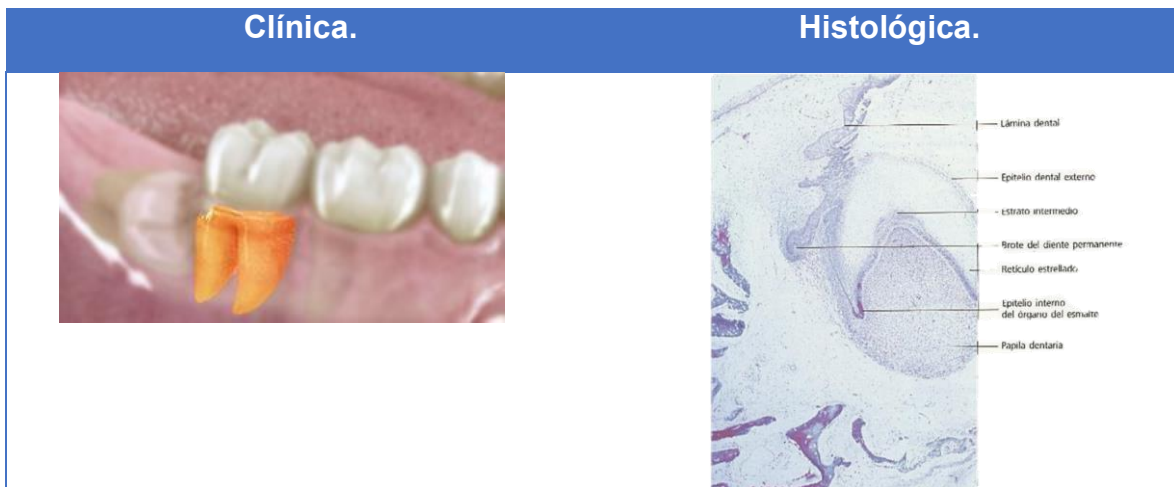 Clínica.
Histológica.
Lámina dental
Epitelio dental externo
Estrato intermedio
Brote del diente permanente
Retículo estrellado
Epitelio interno
del órgano del esmalte
Papila dentaria